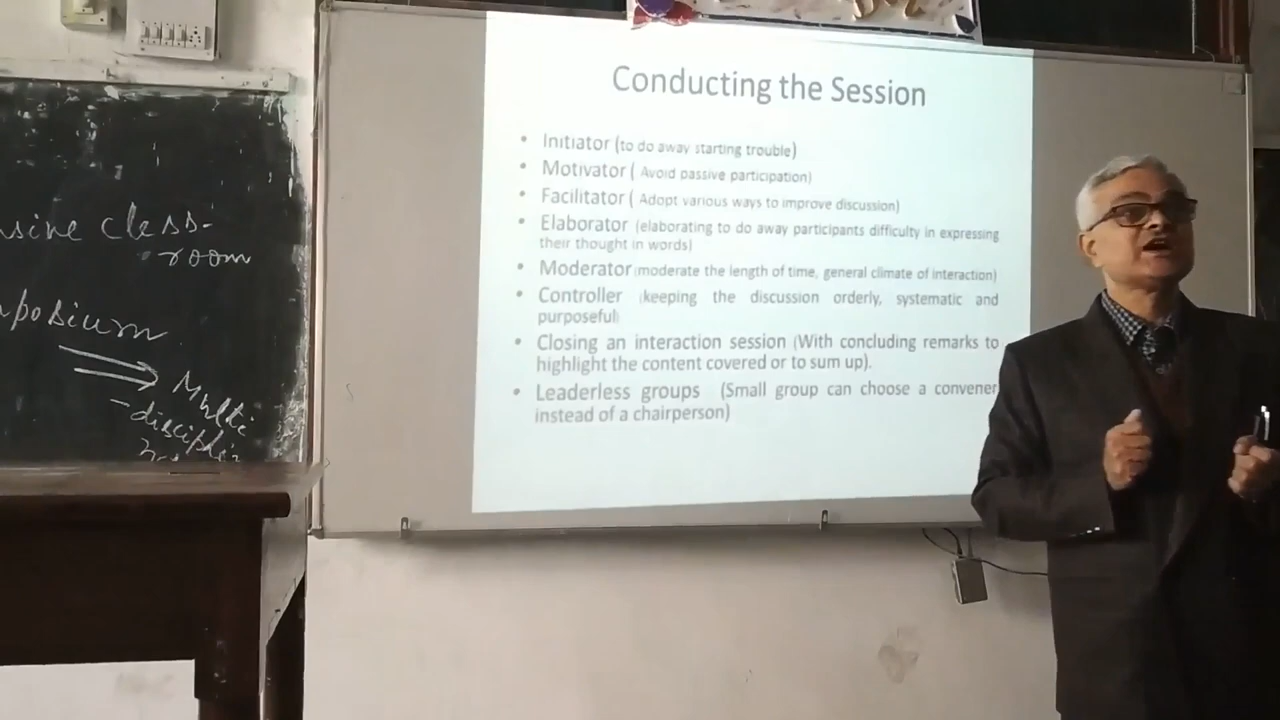 Conducting the Session
• Initiator (to do away starting trouble)
• Motivator ( Avoid passive participation)
• Facilitator ( Adopt various ways to improve discussion)
• Elaborator (elaborating to do away participants difficulty in expressing
their thought in words)
• Moderator (moderate the length of time, general climate of interaction)
• Controller (keeping the discussion orderly, systematic and
purposeful)
• Closing an interaction session (With concluding remarks to
highlight the content covered or to sum up).
• Leaderless groups (Small group can choose a convener
instead of a chairperson)
class-
room
posium
Multi
-disciplin